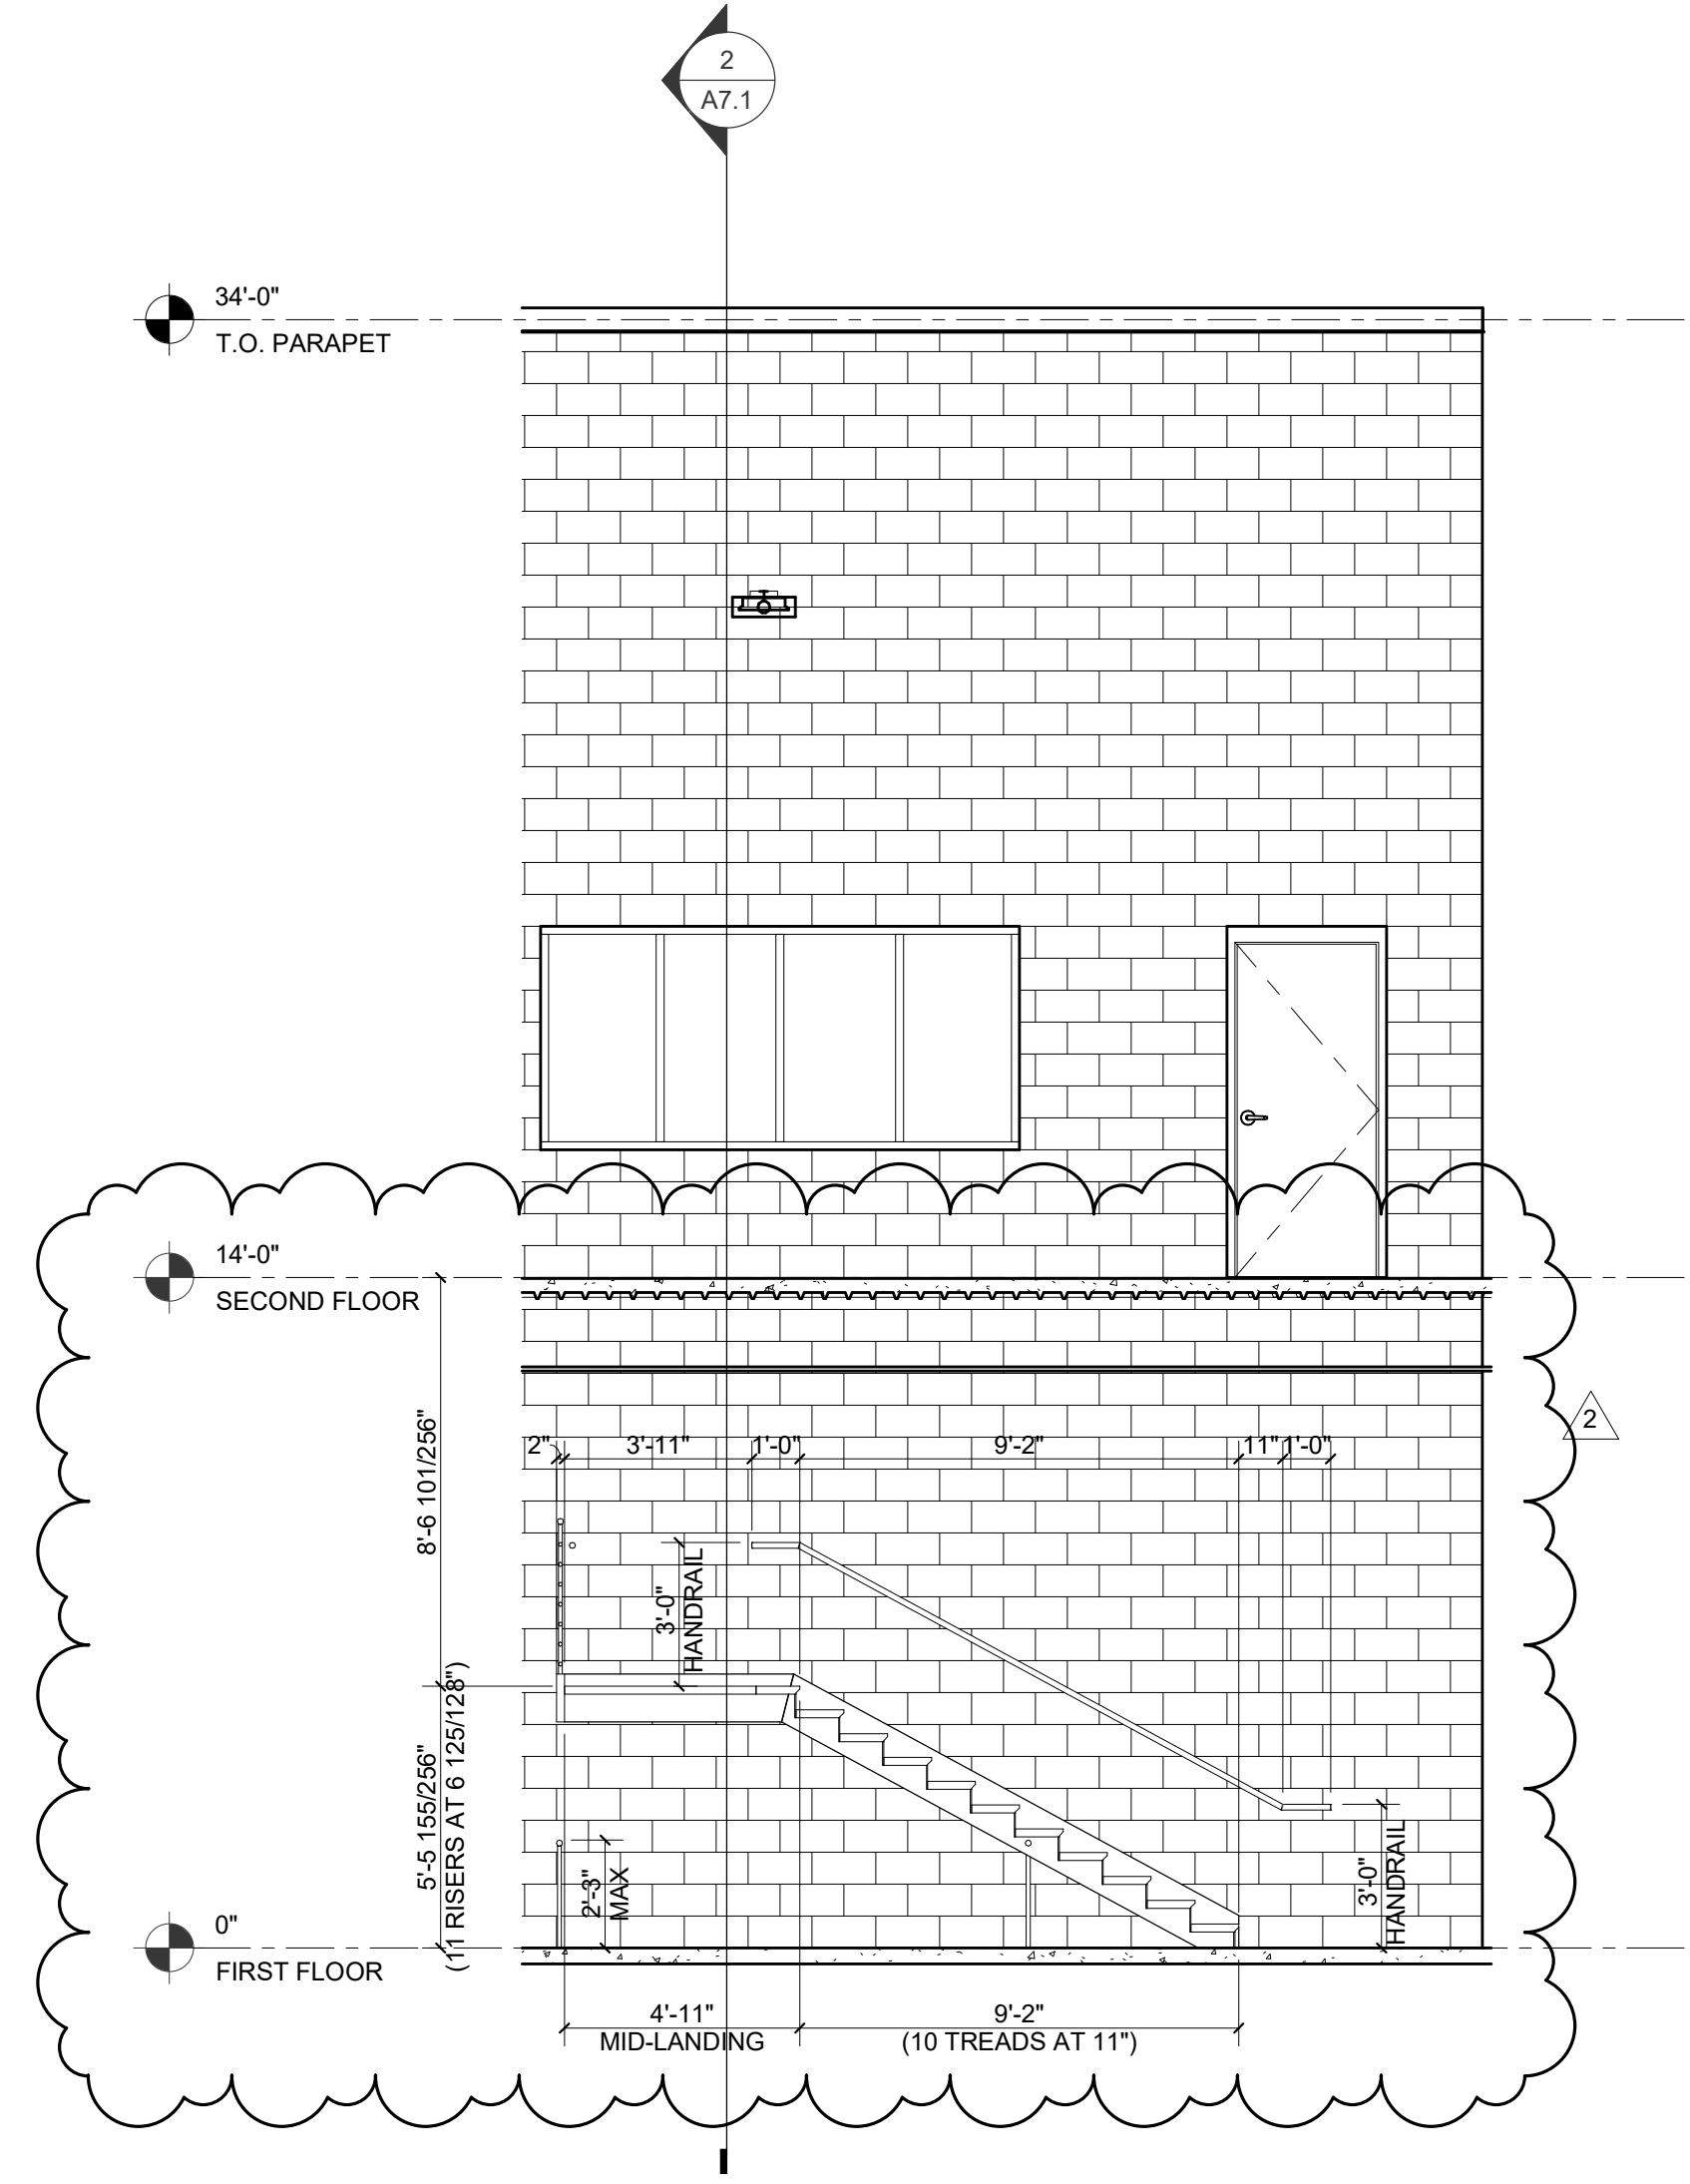 2
A7.1
34'-0"
T.O. PARAPET
14'-0"
SECOND FLOOR
2
8'-6 101/256"
2"
3'-11"
1'-0"
9'-2"
11"
1'-0"
3'-0"
HANDRAIL
5'-5 155/256"
(11 RISERS AT 6 125/128")
2'-3"
MAX
3'-0"
HANDRAIL
0"
FIRST FLOOR
4'-11"
MID-LANDING
9'-2"
(10 TREADS AT 11")